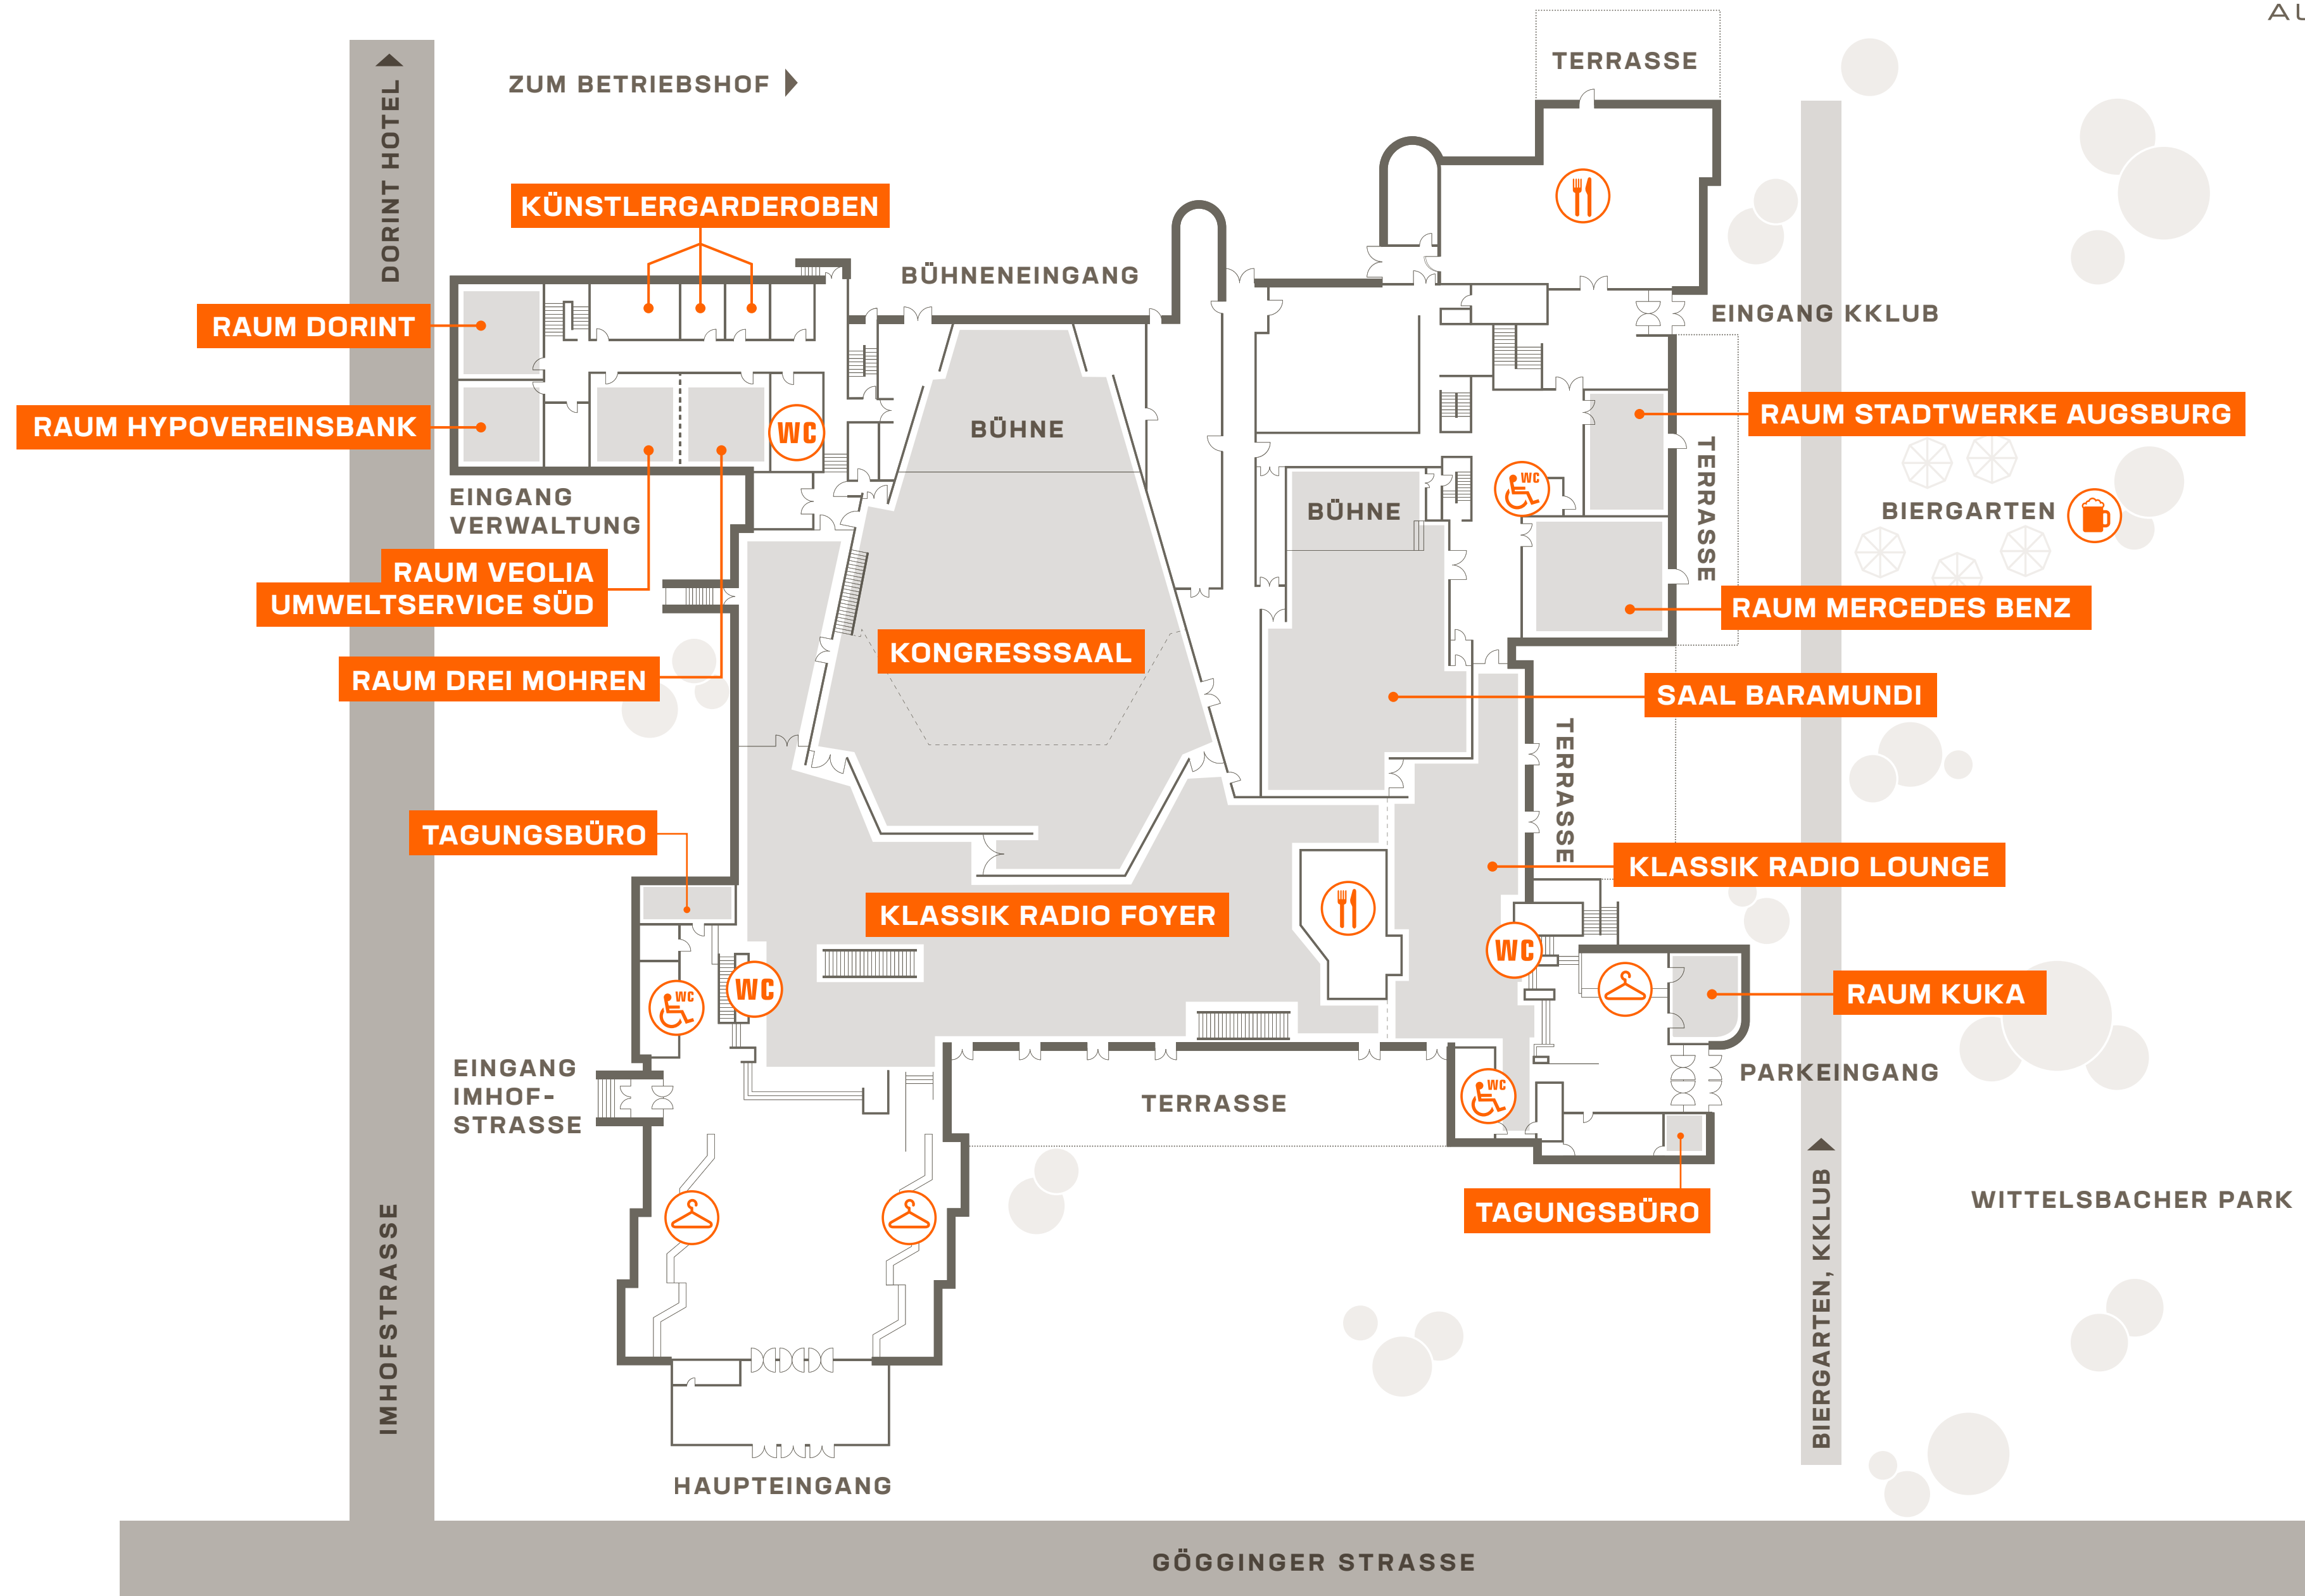 AU
TERRASSE
DORINT HOTEL
ZUM BETRIEBSHOF
KÜNSTLERGARDEROBEN
BÜHNENEINGANG
RAUM DORINT
EINGANG KKLUB
RAUM STADTWERKE AUGSBURG
RAUM HYPOVEREINSBANK
BÜHNE
WC
EINGANG
VERWALTUNG
BÜHNE
WC
TERRASSE
BIERGARTEN
RAUM VEOLIA
UMWELTSERVICE SÜD
RAUM MERCEDES BENZ
KONGRESSSAAL
RAUM DREI MOHREN
SAAL BARAMUNDI
TERRASSE
TAGUNGSBÜRO
KLASSIK RADIO LOUNGE
KLASSIK RADIO FOYER
WC
WC
WC
RAUM KUKA
EINGANG
IMHOF-
STRASSE
PARKEINGANG
WC
TERRASSE
WITTELSBACHER PARK
TAGUNGSBÜRO
IMHOFSTRASSE
BIERGARTEN, KKLUB
HAUPTEINGANG
GÖGGINGER STRASSE